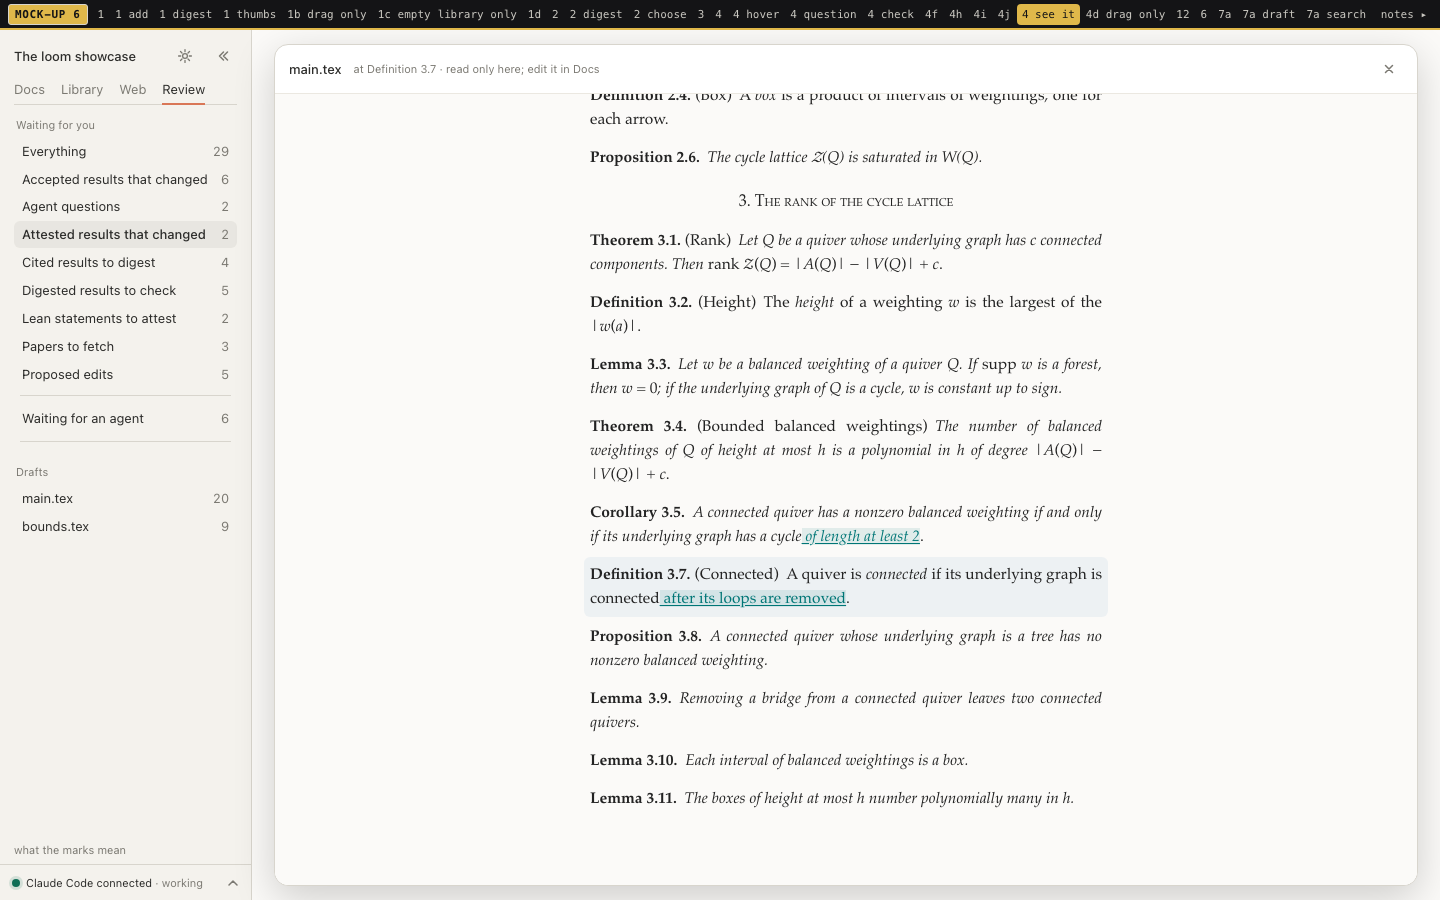 MOCK-UP 6 1 1 add 1 digest 1 thumbs 1b drag only 1c empty library only 1d 2 2 digest 2 choose 3 4 4 hover 4 question 4 check 4f 4h 4i 4j 4 see it 4d drag only 12 6 7a 7a draft 7a search notes ▸
The loom showcase
Docs Library Web Review
Waiting for you
Everything 29
Accepted results that changed 6
Agent questions 2
Attested results that changed 2
Cited results to digest 4
Digested results to check 5
Lean statements to attest 2
Papers to fetch 3
Proposed edits 5
Waiting for an agent 6
Drafts
main.tex 20
bounds.tex 9
what the marks mean
Claude Code connected · working
main.tex at Definition 3.7 · read only here; edit it in Docs
Definition 2.4. (Box) A box is a product of intervals of weightings, one for
each arrow.
Proposition 2.6. The cycle lattice 𝒵(Q) is saturated in W(Q).
3. The rank of the cycle lattice
Theorem 3.1. (Rank) Let Q be a quiver whose underlying graph has c connected
components. Then rank 𝒵(Q) = |A(Q)| − |V(Q)| + c.
Definition 3.2. (Height) The height of a weighting w is the largest of the
|w(a)|.
Lemma 3.3. Let w be a balanced weighting of a quiver Q. If supp w is a forest,
then w = 0; if the underlying graph of Q is a cycle, w is constant up to sign.
Theorem 3.4. (Bounded balanced weightings) The number of balanced
weightings of Q of height at most h is a polynomial in h of degree |A(Q)| −
|V(Q)| + c.
Corollary 3.5. A connected quiver has a nonzero balanced weighting if and only
if its underlying graph has a cycle of length at least 2.
Definition 3.7. (Connected) A quiver is connected if its underlying graph is
connected after its loops are removed.
Proposition 3.8. A connected quiver whose underlying graph is a tree has no
nonzero balanced weighting.
Lemma 3.9. Removing a bridge from a connected quiver leaves two connected
quivers.
Lemma 3.10. Each interval of balanced weightings is a box.
Lemma 3.11. The boxes of height at most h number polynomially many in h.